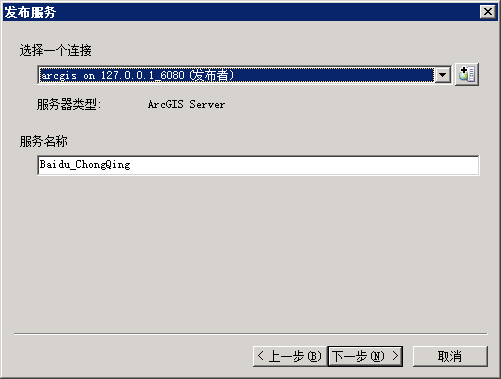 发布服务
选择一个连接
arcgis on 127.0.0.1_6080 (发布者)
服务器类型: ArcGIS Server
服务名称
Baidu_ChongQing
< 上一步(B) 下一步(N) > 取消